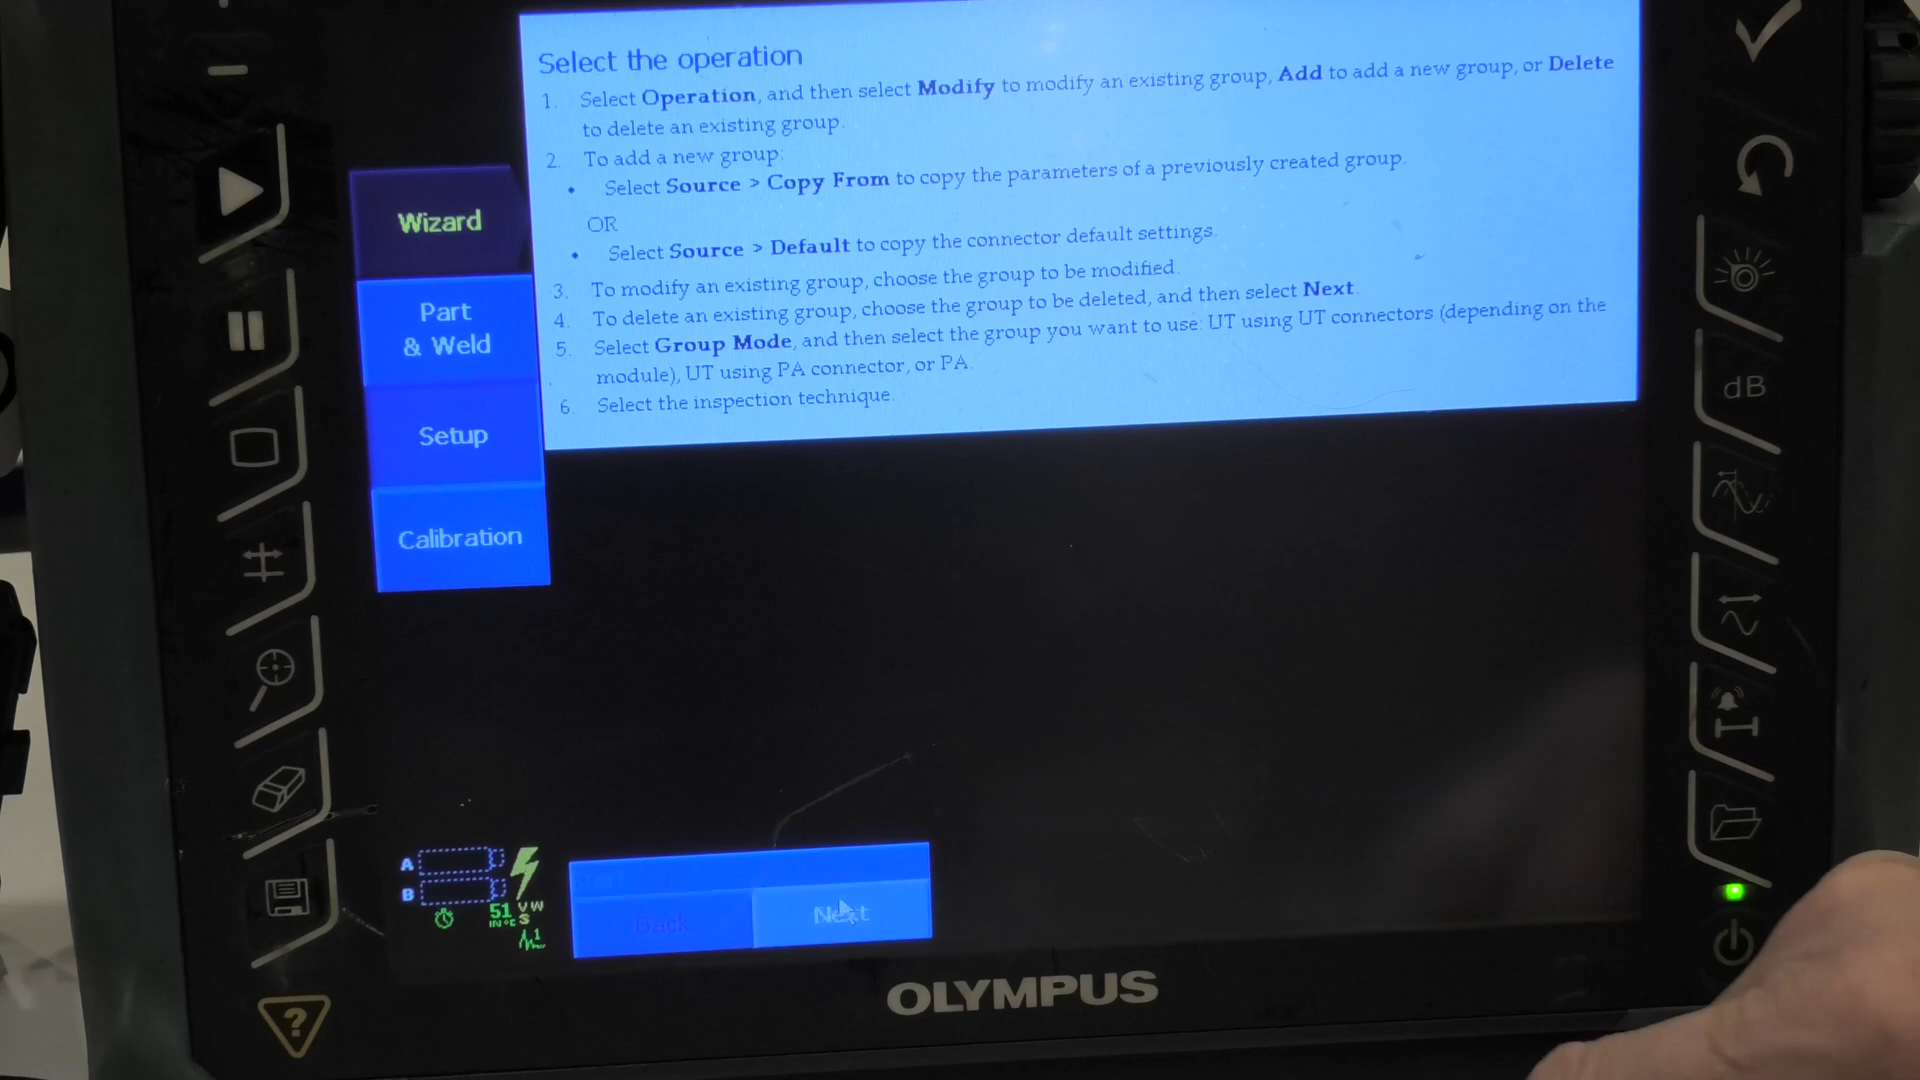 Select the operation
1. Select Operation, and then select Modify to modify an existing group, Add to add a new group, or Delete
to delete an existing group.
2. To add a new group:
• Select Source > Copy From to copy the parameters of a previously created group.
OR
• Select Source > Default to copy the connector default settings.
3. To modify an existing group, choose the group to be modified.
4. To delete an existing group, choose the group to be deleted, and then select Next.
5. Select Group Mode, and then select the group you want to use: UT using UT connectors (depending on the
module), UT using PA connector, or PA.
6. Select the inspection technique.
Wizard
Part
& Weld
Setup
Calibration
dB
A
B
51 V W
IN °C S
1
Start
Back
Next
OLYMPUS
?